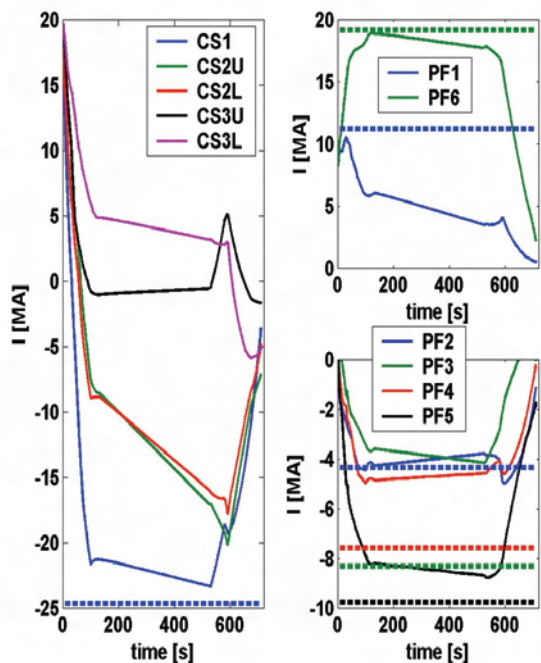 20
15
10
5
0
-5
-10
-15
-20
-25
I [MA]
0 200 400 600
time [s]
CS1
CS2U
CS2L
CS3U
CS3L
20
15
10
5
0
I [MA]
0 200 400 600
time [s]
PF1
PF6
0
-2
-4
-6
-8
-10
I [MA]
0 200 400 600
time [s]
PF2
PF3
PF4
PF5